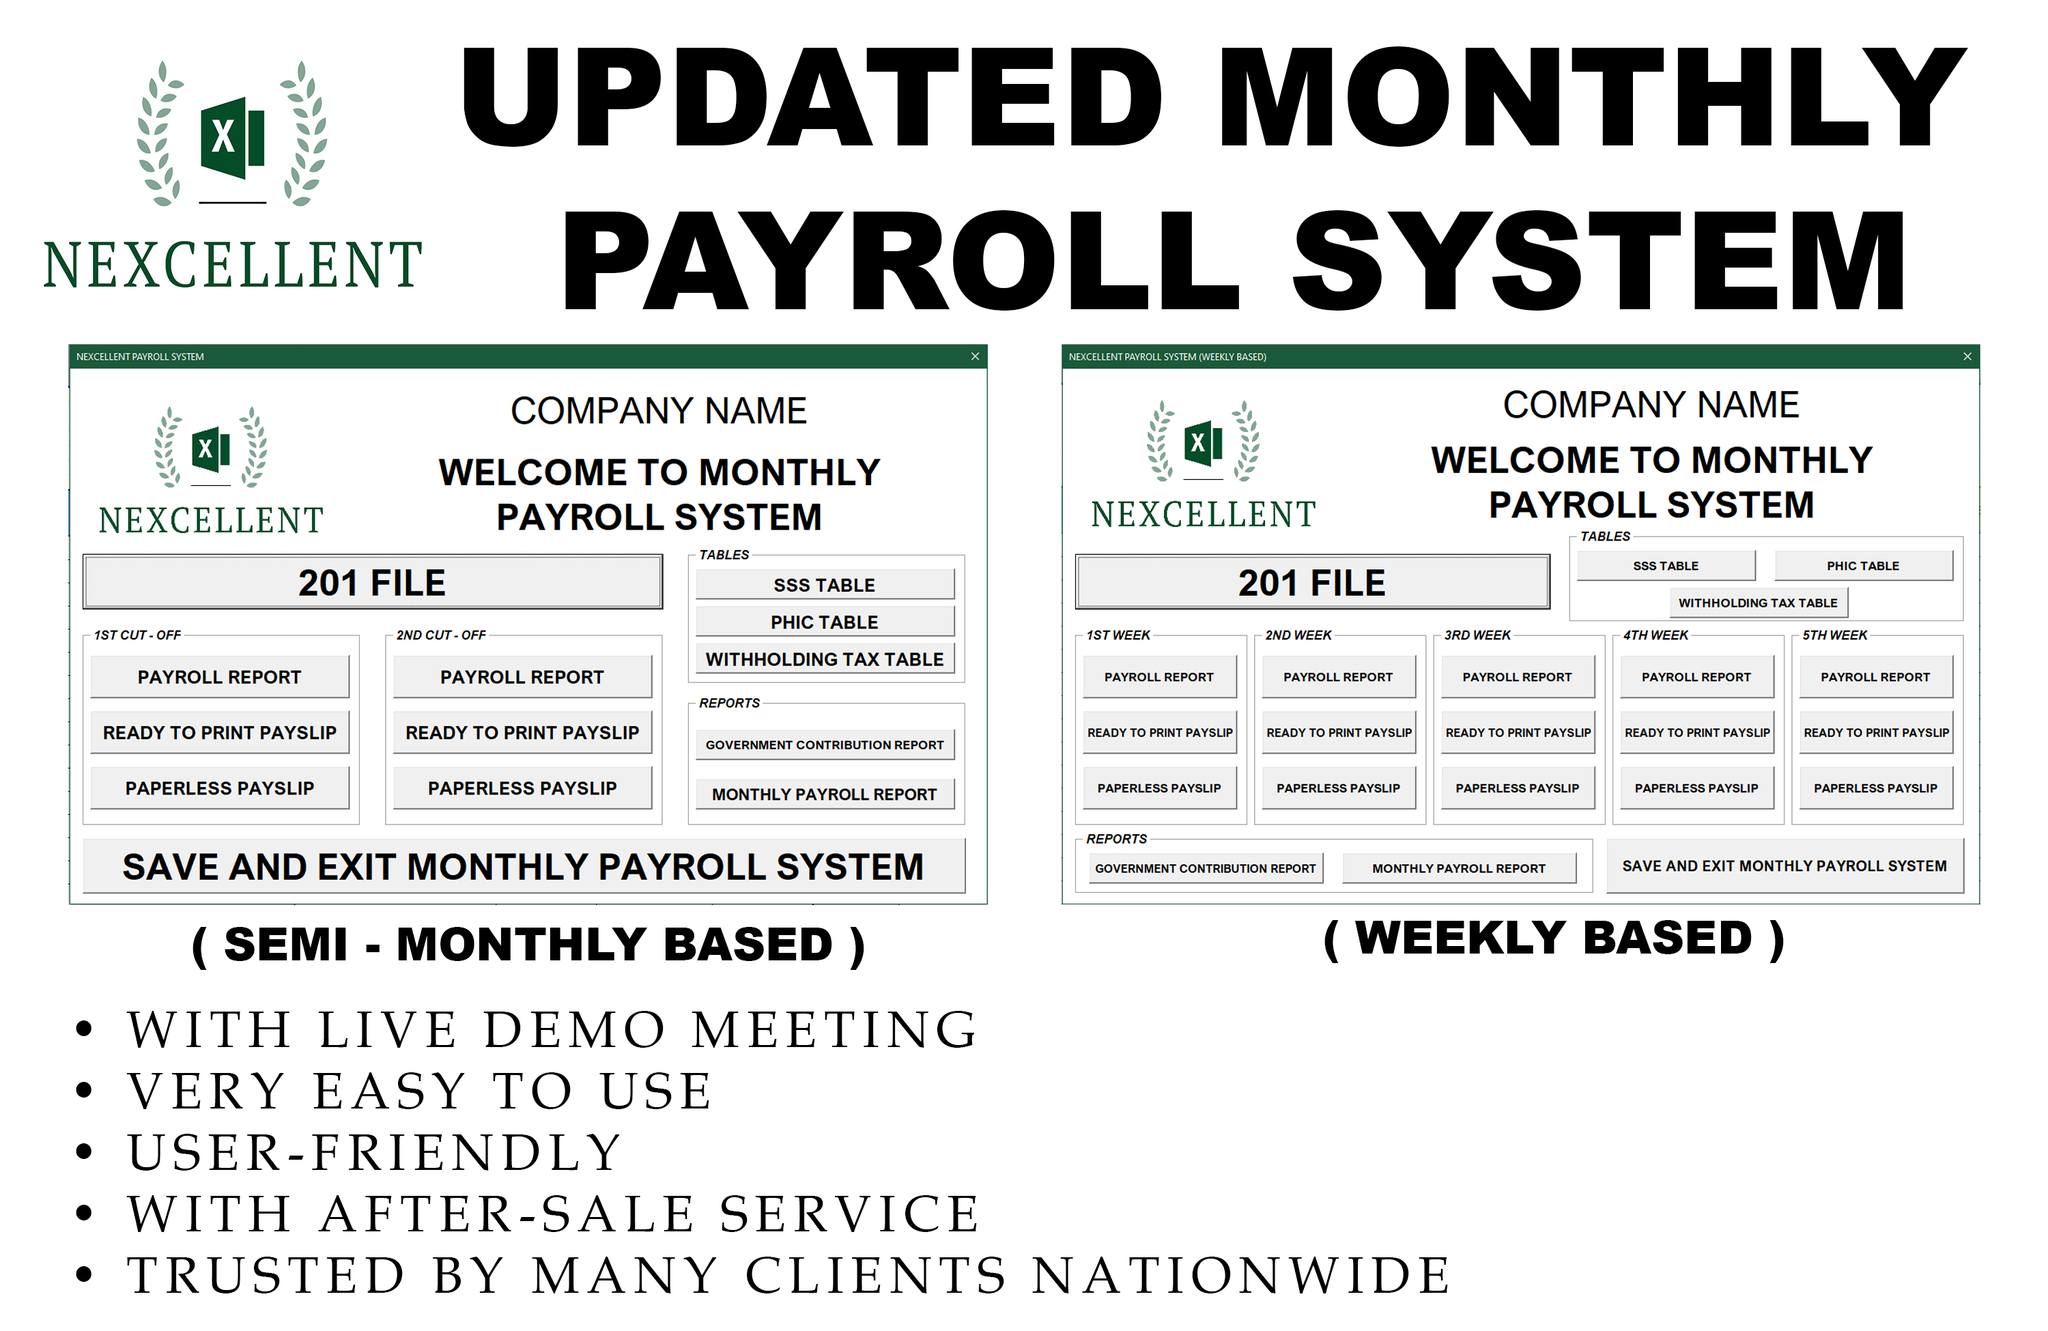 X
NEXCELLENT
UPDATED MONTHLY
PAYROLL SYSTEM
NEXCELLENT PAYROLL SYSTEM
X
NEXCELLENT
COMPANY NAME
WELCOME TO MONTHLY
PAYROLL SYSTEM
201 FILE
TABLES
SSS TABLE
PHIC TABLE
WITHHOLDING TAX TABLE
1ST CUT - OFF
PAYROLL REPORT
READY TO PRINT PAYSLIP
PAPERLESS PAYSLIP
2ND CUT - OFF
PAYROLL REPORT
READY TO PRINT PAYSLIP
PAPERLESS PAYSLIP
REPORTS
GOVERNMENT CONTRIBUTION REPORT
MONTHLY PAYROLL REPORT
SAVE AND EXIT MONTHLY PAYROLL SYSTEM
( SEMI - MONTHLY BASED )
NEXCELLENT PAYROLL SYSTEM (WEEKLY BASED)
X
NEXCELLENT
COMPANY NAME
WELCOME TO MONTHLY
PAYROLL SYSTEM
201 FILE
TABLES
SSS TABLE
PHIC TABLE
WITHHOLDING TAX TABLE
1ST WEEK
PAYROLL REPORT
READY TO PRINT PAYSLIP
PAPERLESS PAYSLIP
2ND WEEK
PAYROLL REPORT
READY TO PRINT PAYSLIP
PAPERLESS PAYSLIP
3RD WEEK
PAYROLL REPORT
READY TO PRINT PAYSLIP
PAPERLESS PAYSLIP
4TH WEEK
PAYROLL REPORT
READY TO PRINT PAYSLIP
PAPERLESS PAYSLIP
5TH WEEK
PAYROLL REPORT
READY TO PRINT PAYSLIP
PAPERLESS PAYSLIP
REPORTS
GOVERNMENT CONTRIBUTION REPORT
MONTHLY PAYROLL REPORT
SAVE AND EXIT MONTHLY PAYROLL SYSTEM
( WEEKLY BASED )
• WITH LIVE DEMO MEETING
• VERY EASY TO USE
• USER-FRIENDLY
• WITH AFTER-SALE SERVICE
• TRUSTED BY MANY CLIENTS NATIONWIDE